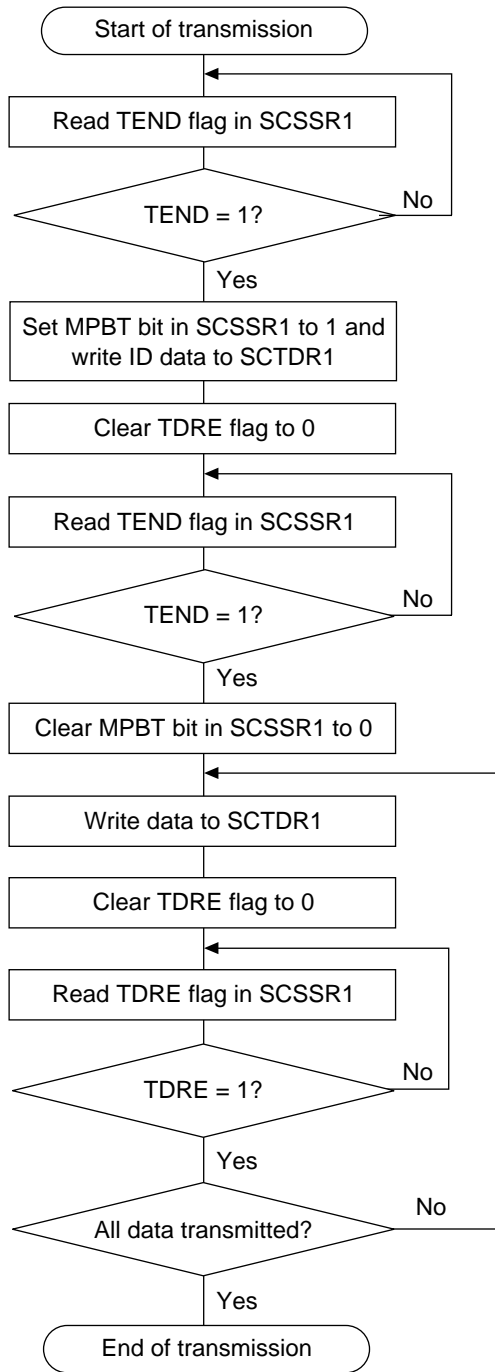 Start of transmission
Read TEND flag in SCSSR1
TEND = 1?
No
Yes
Set MPBT bit in SCSSR1 to 1 and
write ID data to SCTDR1
Clear TDRE flag to 0
Read TEND flag in SCSSR1
TEND = 1?
No
Yes
Clear MPBT bit in SCSSR1 to 0
Write data to SCTDR1
Clear TDRE flag to 0
Read TDRE flag in SCSSR1
TDRE = 1?
No
Yes
All data transmitted?
No
Yes
End of transmission